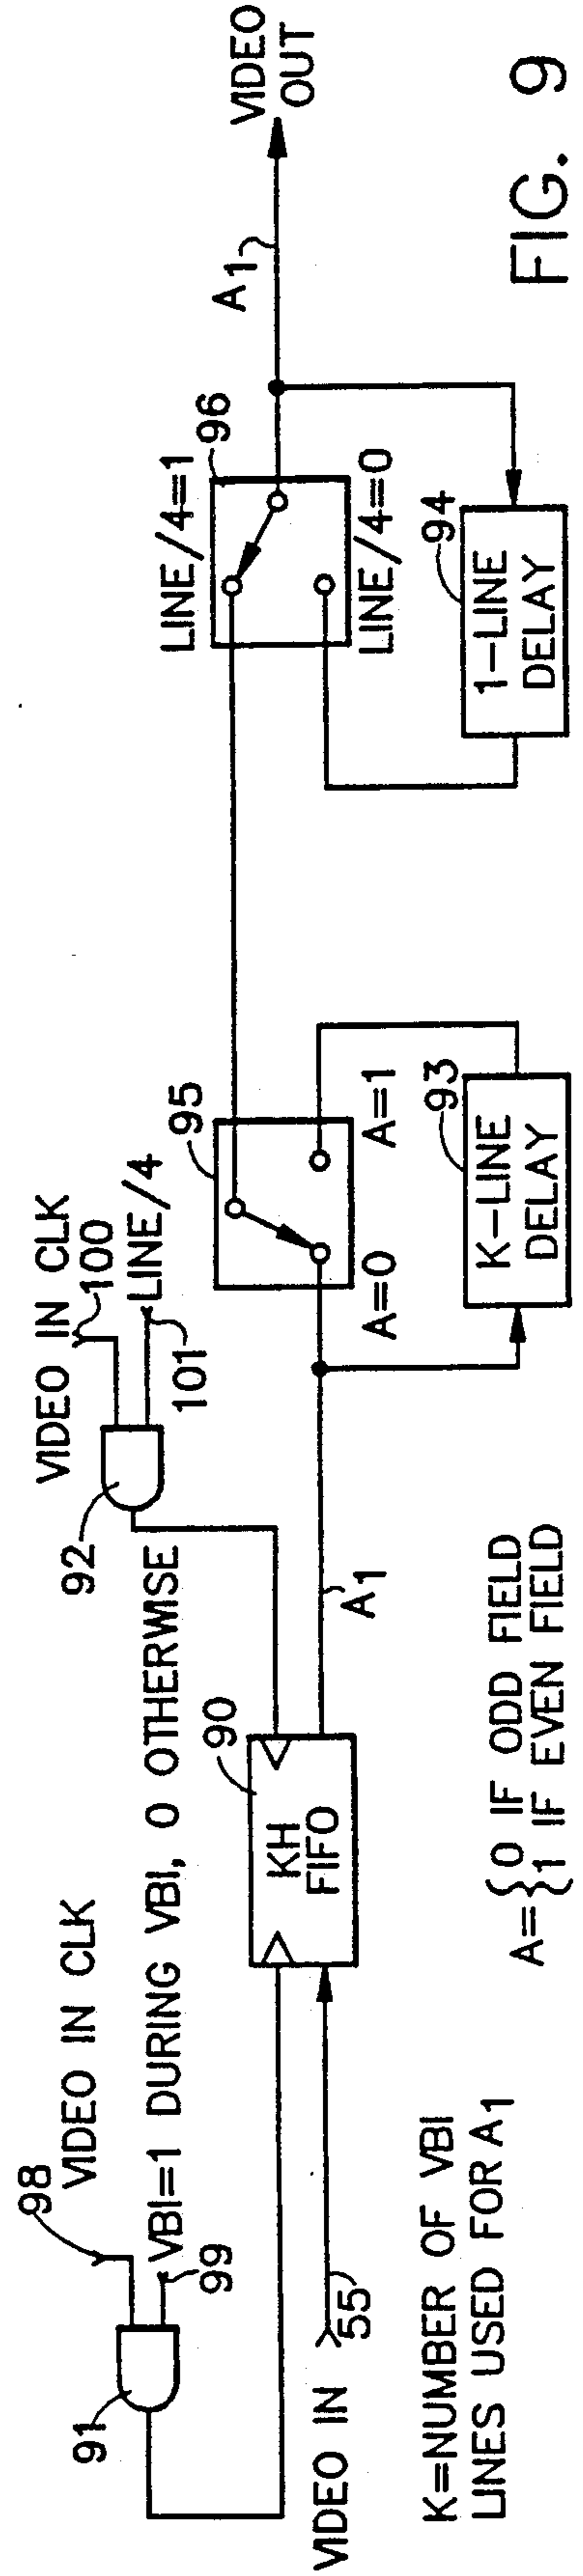 98
VIDEO IN CLK
91
VBI=1 DURING VBI, 0 OTHERWISE
99
VIDEO IN
55
K=NUMBER OF VBI
LINES USED FOR A1
90
KH
FIFO
A1
A={ 0 IF ODD FIELD
1 IF EVEN FIELD
VIDEO IN CLK
100
92
LINE/4
101
95
A=0
A=1
93
K-LINE
DELAY
LINE/4=1
96
LINE/4=0
94
1-LINE
DELAY
A1
VIDEO
OUT
FIG. 9